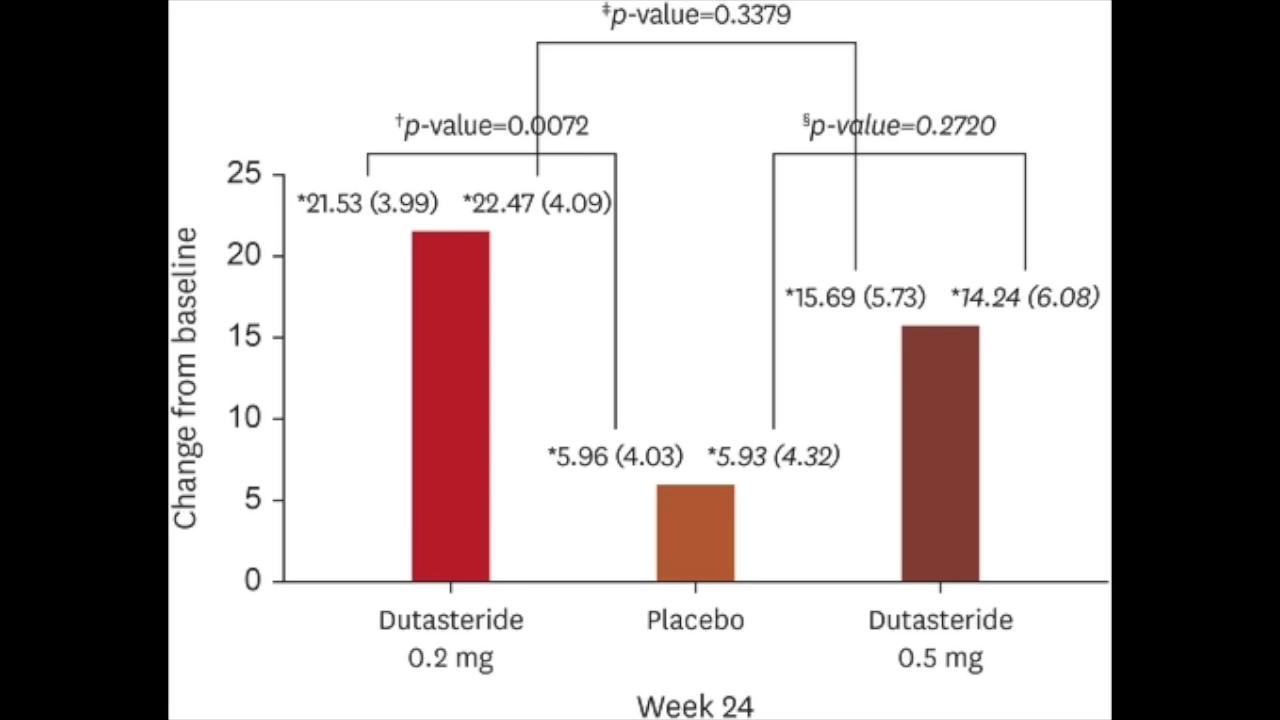 ‡p-value=0.3379
†p-value=0.0072
§p-value=0.2720
25
*21.53 (3.99) *22.47 (4.09)
20
*15.69 (5.73) *14.24 (6.08)
15
10
*5.96 (4.03) *5.93 (4.32)
5
0
Change from baseline
Dutasteride
0.2 mg
Placebo
Dutasteride
0.5 mg
Week 24